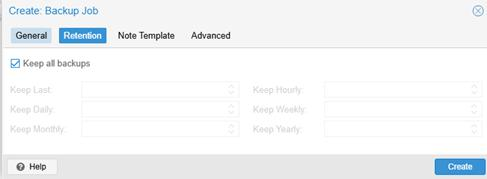 Create: Backup Job
General Retention Note Template Advanced
Keep all backups
Keep Last: Keep Hourly:
Keep Daily: Keep Weekly:
Keep Monthly: Keep Yearly:
Help Create